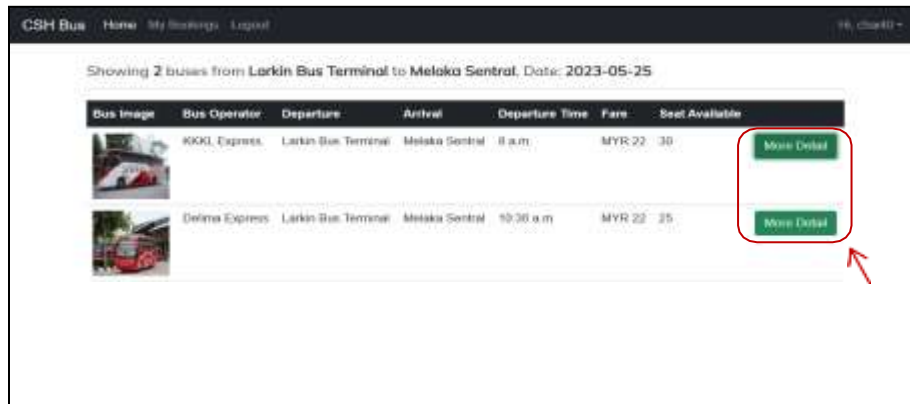 CSH Bus Home My Bookings Logout Hi,
Showing 2 buses from Larkin Bus Terminal to Melaka Sentral, Date: 2023-05-25
Bus Image Bus Operator Departure Arrival Departure Time Fare Seat Available
KKKL Express Larkin Bus Terminal Melaka Sentral 8 a.m. MYR 22 30 More Detail
Delima Express Larkin Bus Terminal Melaka Sentral 10:30 a.m. MYR 22 25 More Detail